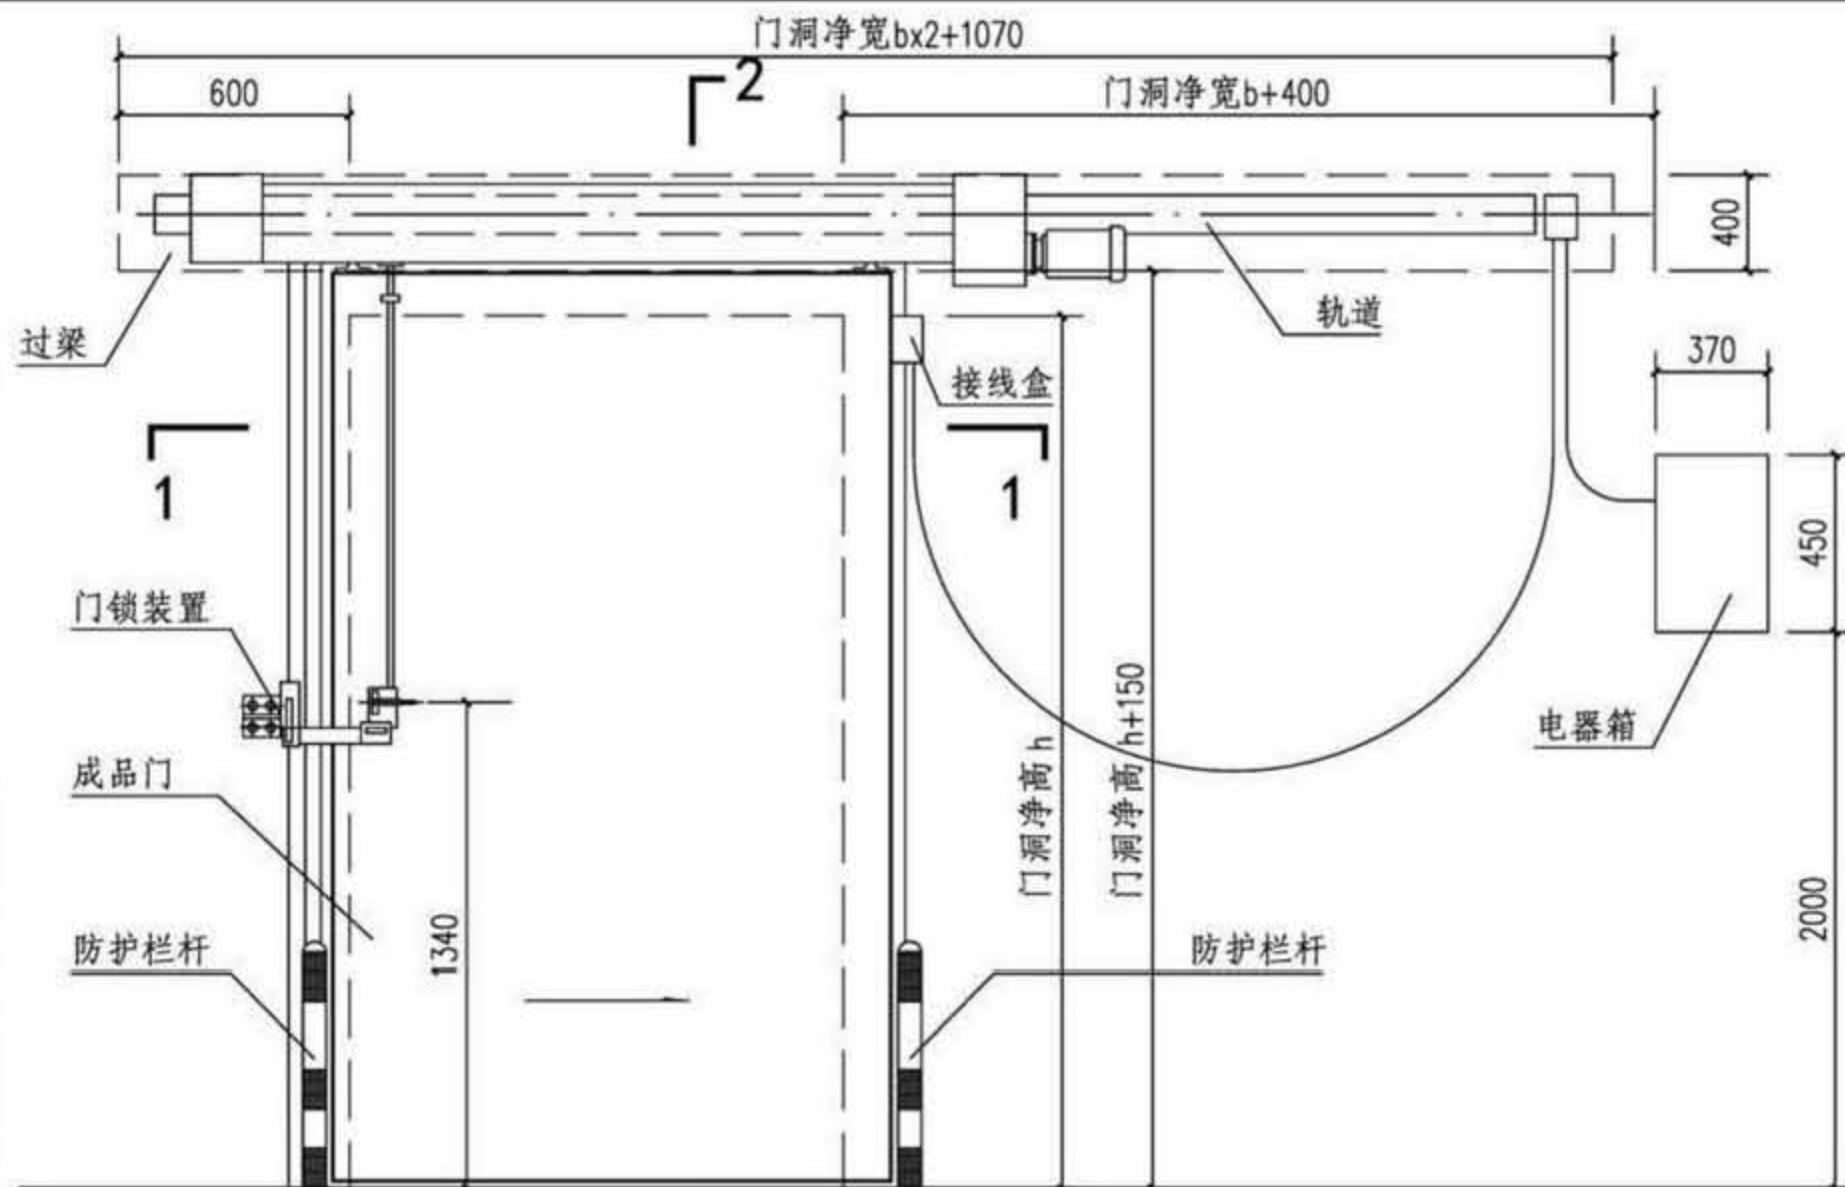 门洞净宽bx2+1070
600
2
门洞净宽b+400
400
过梁
轨道
接线盒
370
1
1
450
门锁装置
门洞净高 h
门洞净高 h+150
电器箱
成品门
1340
2000
防护栏杆
防护栏杆